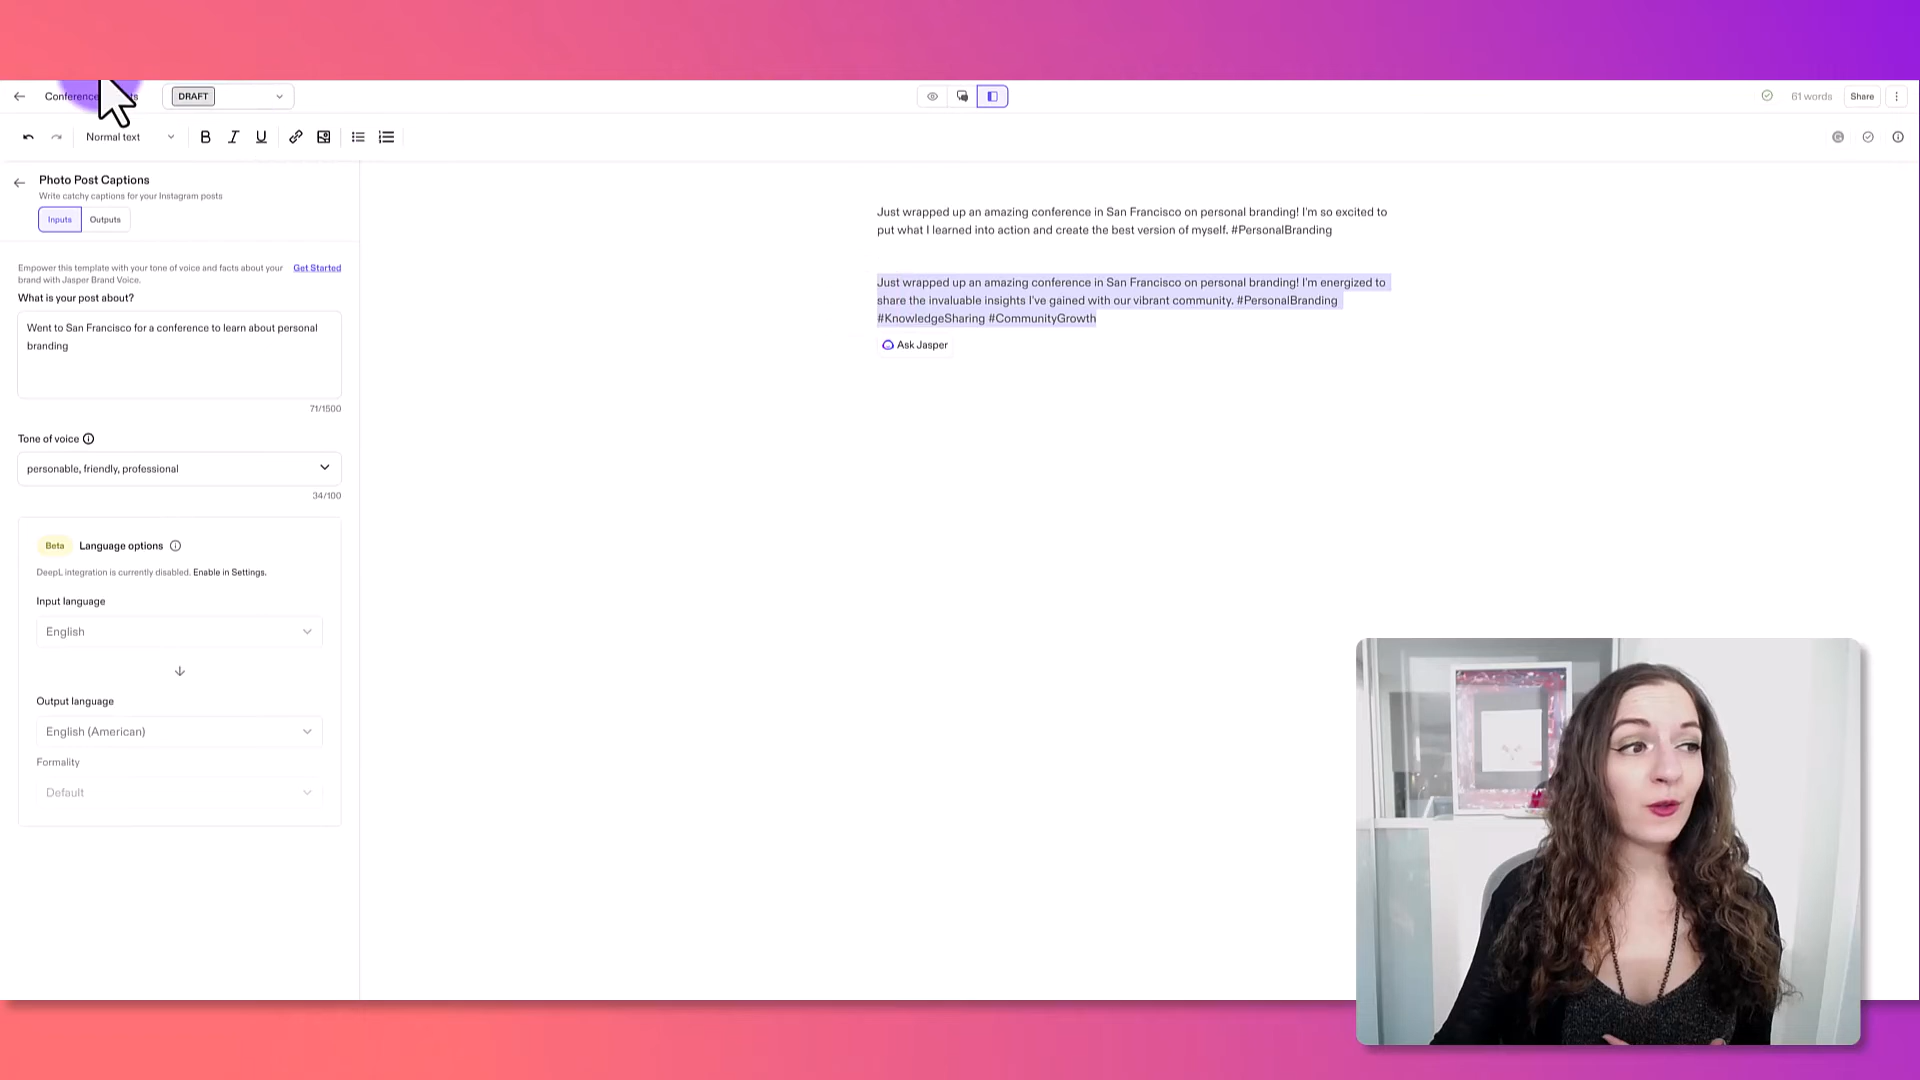 Conference
DRAFT
61 words
Share
Normal text
B I U
Photo Post Captions
Write catchy captions for your Instagram posts
Inputs
Outputs
Empower this template with your tone of voice and facts about your
brand with Jasper Brand Voice.
Get Started
What is your post about?
Went to San Francisco for a conference to learn about personal
branding
71/1500
Tone of voice
personable, friendly, professional
34/100
Beta Language options
DeepL integration is currently disabled. Enable in Settings.
Input language
English
Output language
English (American)
Formality
Default
Just wrapped up an amazing conference in San Francisco on personal branding! I'm so excited to
put what I learned into action and create the best version of myself. #PersonalBranding
Just wrapped up an amazing conference in San Francisco on personal branding! I'm energized to
share the invaluable insights I've gained with our vibrant community. #PersonalBranding
#KnowledgeSharing #CommunityGrowth
Ask Jasper